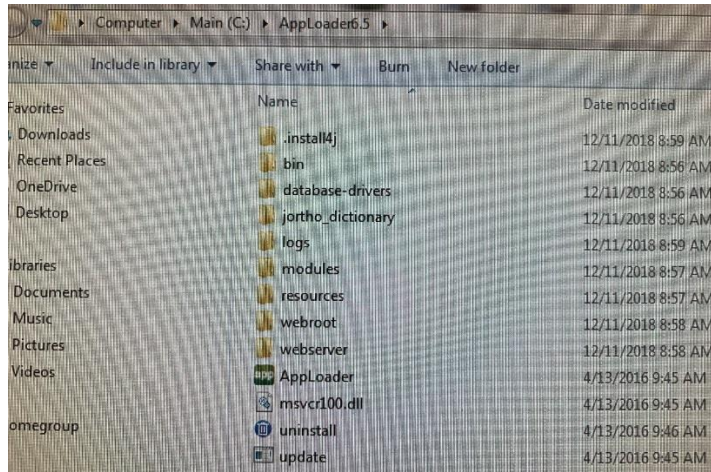 Computer ▸ Main (C:) ▸ AppLoader6.5 ▸
anize Include in library Share with Burn New folder
Name Date modified
Favorites
Downloads
Recent Places
OneDrive
Desktop
ibraries
Documents
Music
Pictures
Videos
omegroup
.install4j 12/11/2018 8:59 AM
bin 12/11/2018 8:56 AM
database-drivers 12/11/2018 8:56 AM
jortho_dictionary 12/11/2018 8:56 AM
logs 12/11/2018 8:59 AM
modules 12/11/2018 8:57 AM
resources 12/11/2018 8:57 AM
webroot 12/11/2018 8:58 AM
webserver 12/11/2018 8:58 AM
app AppLoader 4/13/2016 9:45 AM
msvcr100.dll 4/13/2016 9:45 AM
uninstall 4/13/2016 9:46 AM
update 4/13/2016 9:45 AM